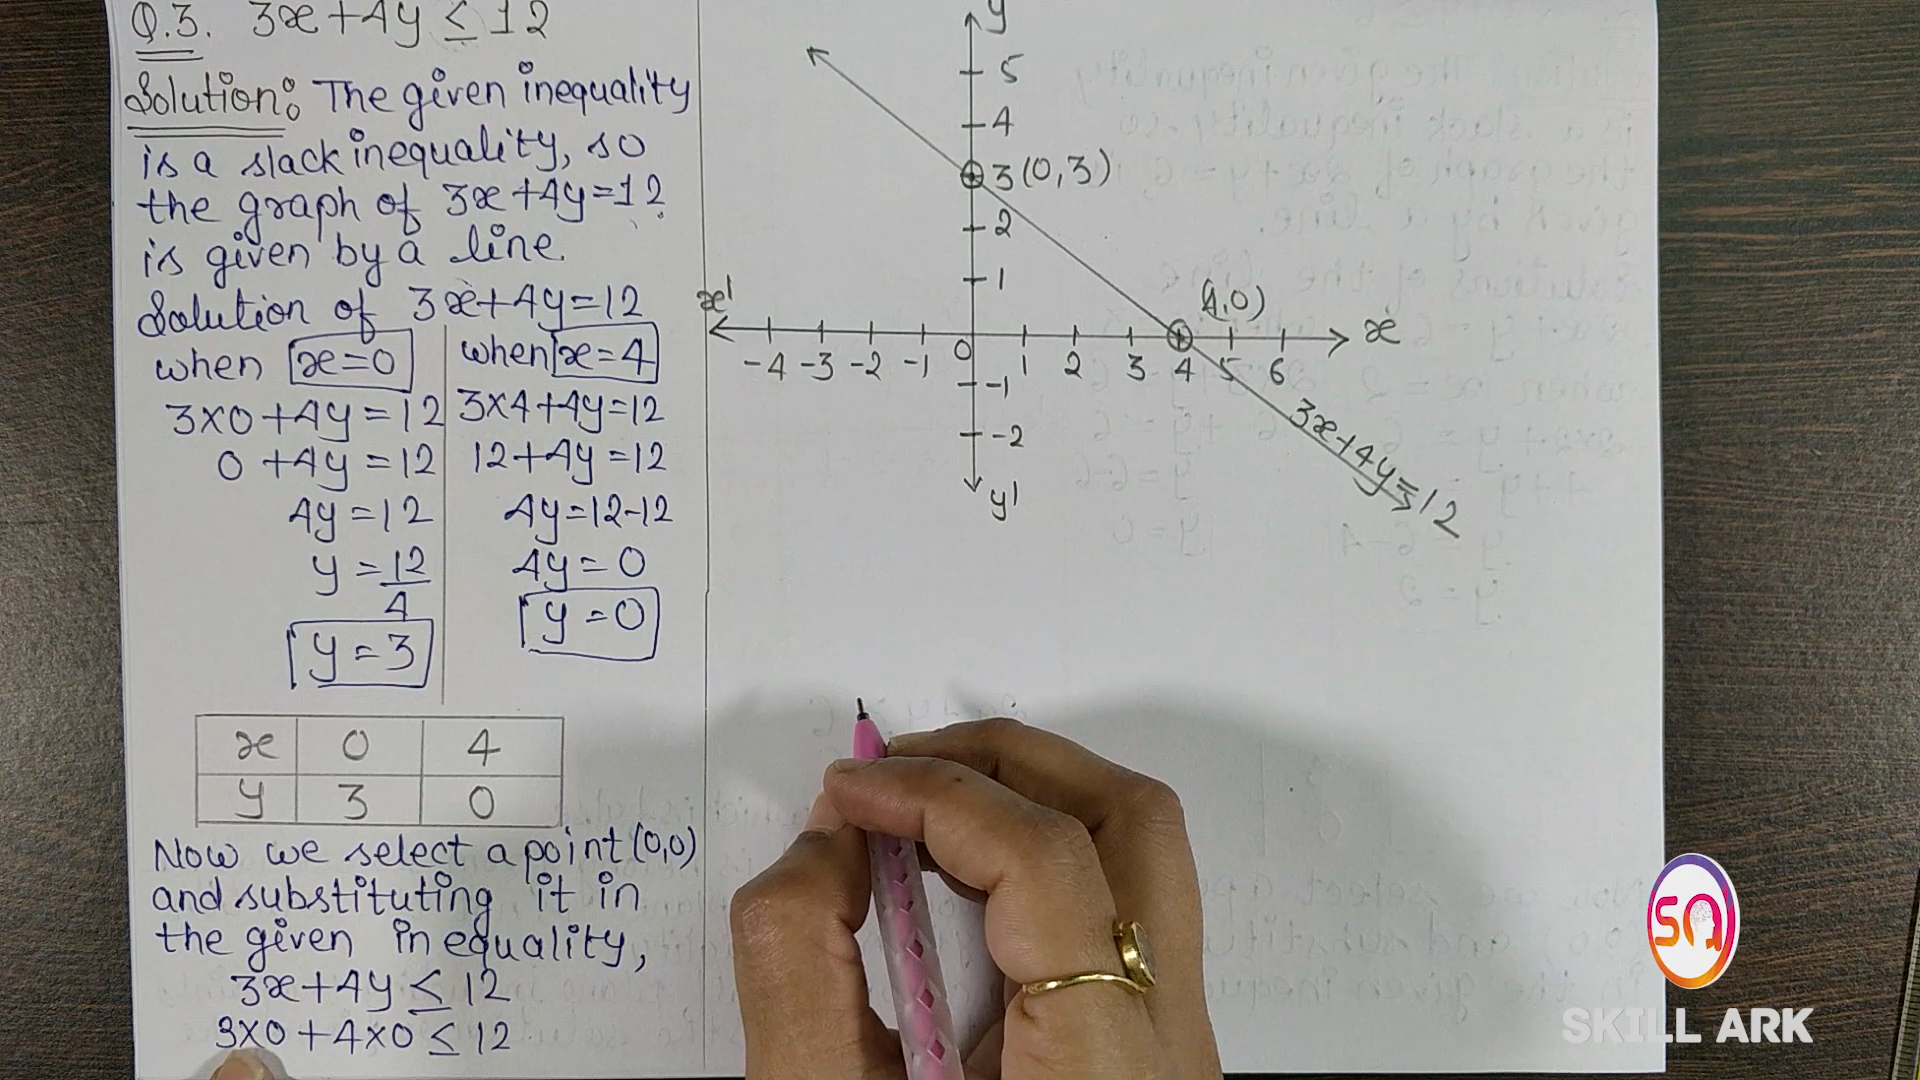 Q.3. 3x+4y ≤ 12
Solution: The given inequality
is a slack inequality, so
the graph of 3x+4y=12
is given by a line.
Solution of 3x+4y=12
when x=0
3×0+4y=12
0+4y=12
4y=12
y=12/4
y=3
when x=4
3×4+4y=12
12+4y=12
4y=12-12
4y=0
y=0
x 0 4
y 3 0
Now we select a point (0,0)
and substituting it in
the given inequality,
3x+4y ≤ 12
3×0+4×0 ≤ 12
y
5
4
3 (0,3)
2
1
(4,0)
x' x
-4 -3 -2 -1 0 1 2 3 4 5 6
-1
-2
y'
3x+4y=12
SA
SKILL ARK